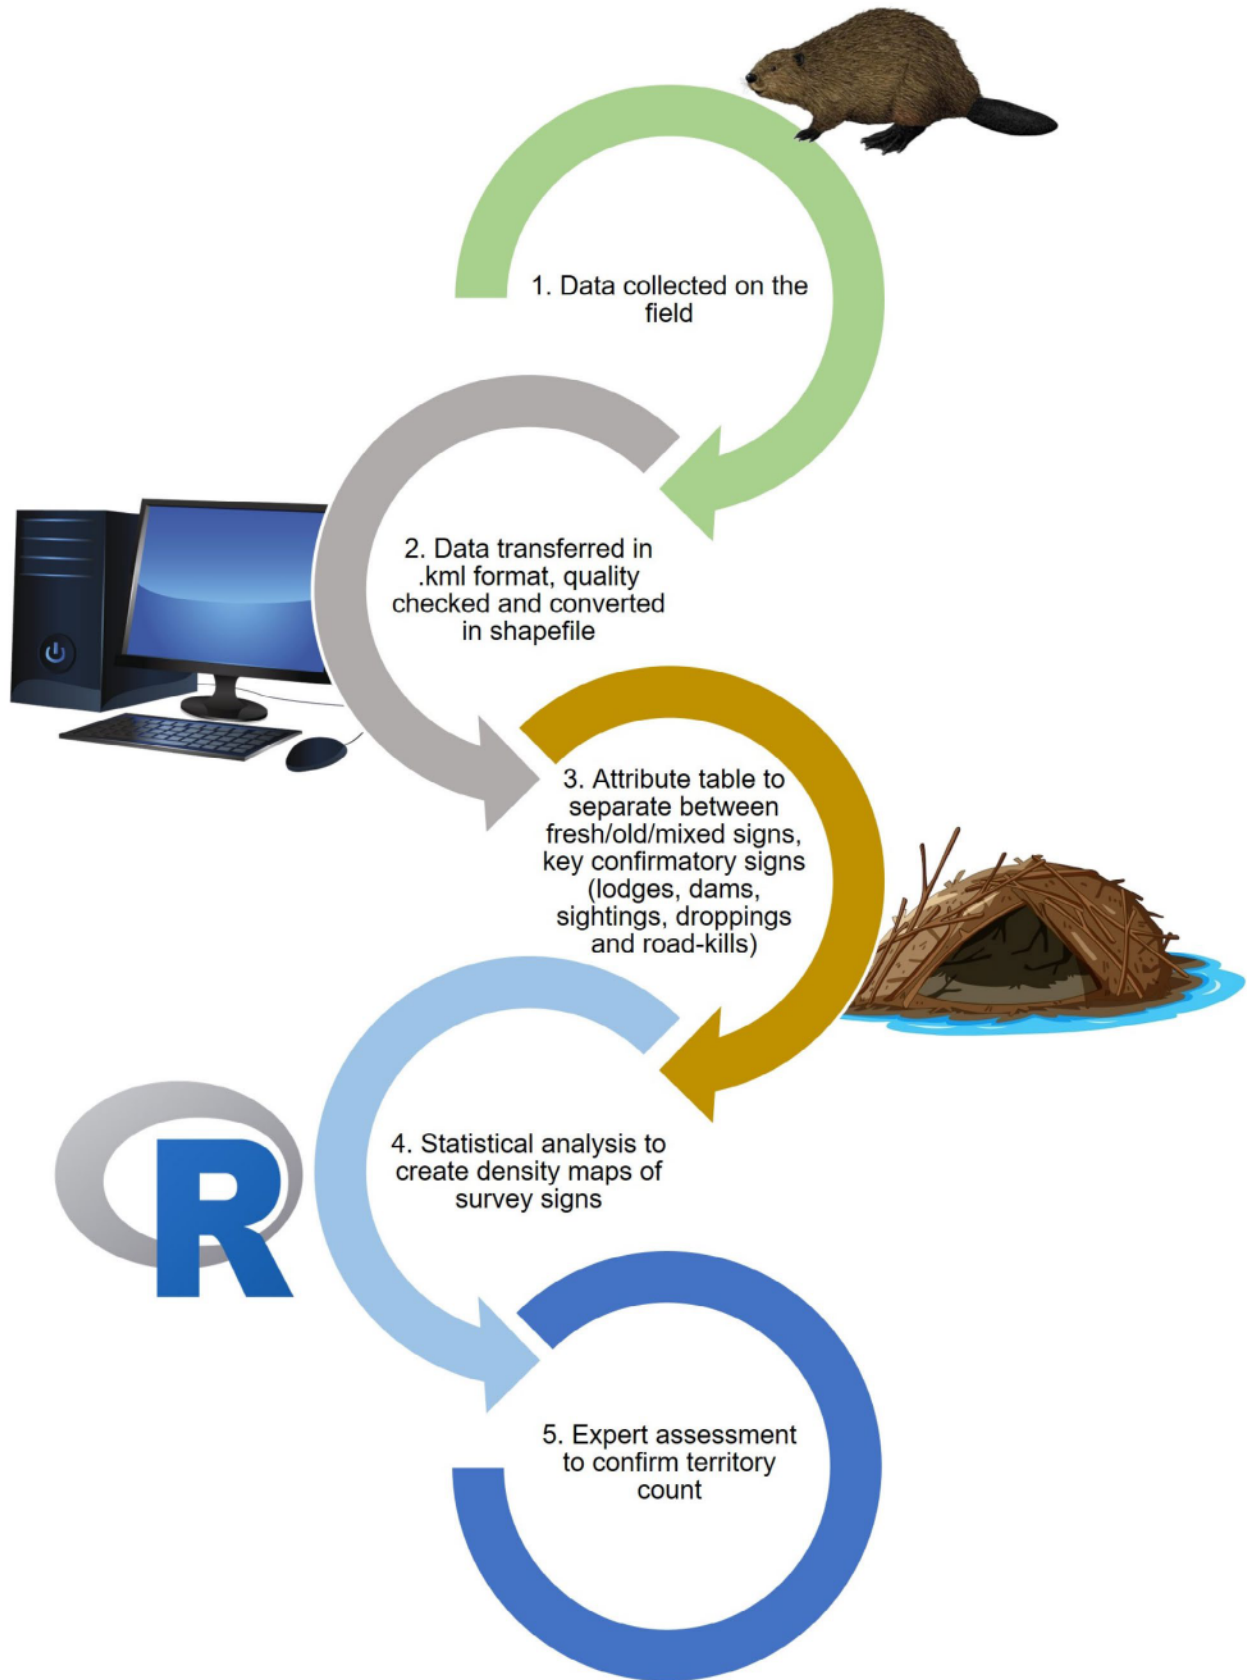 1. Data collected on the
field
2. Data transferred in
.kml format, quality
checked and converted
in shapefile
3. Attribute table to
separate between
fresh/old/mixed signs,
key confirmatory signs
(lodges, dams,
sightings, droppings
and road-kills)
4. Statistical analysis to
create density maps of
survey signs
R
5. Expert assessment
to confirm territory
count